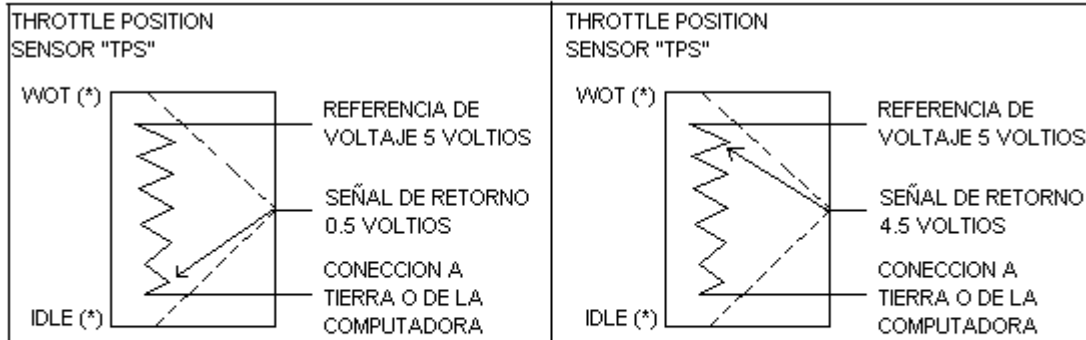 THROTTLE POSITION
SENSOR "TPS"
WOT (*)
REFERENCIA DE
VOLTAJE 5 VOLTIOS
SEÑAL DE RETORNO
0.5 VOLTIOS
CONECCION A
TIERRA O DE LA
COMPUTADORA
IDLE (*)
THROTTLE POSITION
SENSOR "TPS"
WOT (*)
REFERENCIA DE
VOLTAJE 5 VOLTIOS
SEÑAL DE RETORNO
4.5 VOLTIOS
CONECCION A
TIERRA O DE LA
COMPUTADORA
IDLE (*)